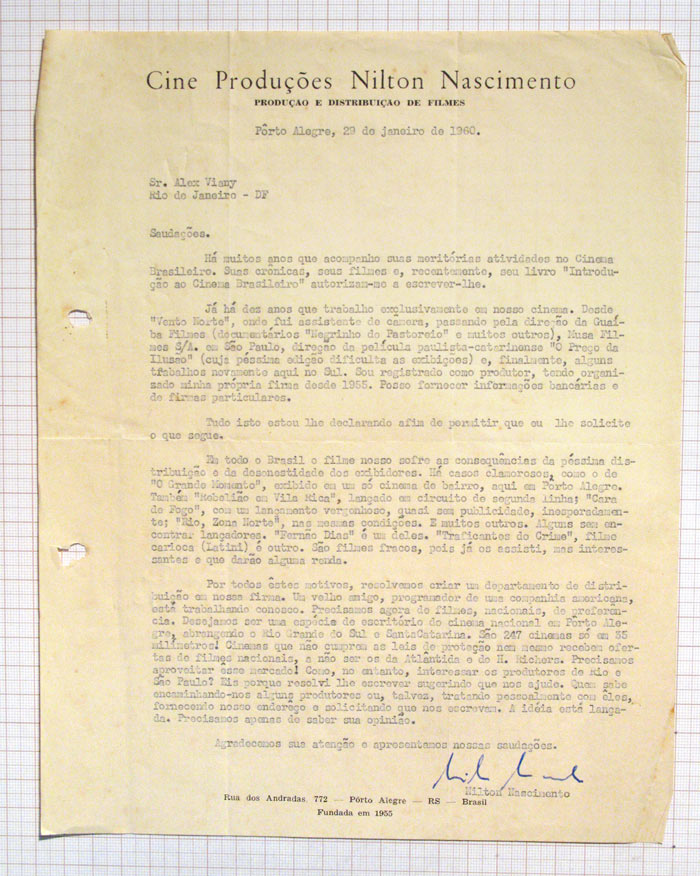 Cine Produções Nilton Nascimento
PRODUÇAO E DISTRIBUIÇAO DE FILMES
Pôrto Alegre, 29 de janeiro de 1960.
Sr. Alex Viany
Rio de Janeiro - DF
Saudações.
Há muitos anos que acompanho suas meritórias atividades no Cinema
Brasileiro. Suas crônicas, seus filmes e, recentemente, seu livro "Introdu-
ção ao Cinema Brasileiro" autorizam-me a escrever-lhe.
Já há dez anos que trabalho exclusivamente em nosso cinema. Desde
"Vento Norte", onde fui assistente de câmera, passando pela direção da Guaí-
ba Filmes (documentários "Negrinho do Pastoreio" e muitos outros), Musa Fil-
mes S/A. em São Paulo, direção da película paulista-catarinense "O Preço da
Ilusão" (cuja péssima edição dificulta as exibições) e, finalmente, alguns
trabalhos novamente aqui no Sul. Sou registrado como produtor, tendo organi-
zado minha própria firma desde 1955. Posso fornecer informações bancárias e
de firmas particulares.
Tudo isto estou lhe declarando afim de permitir que eu lhe solicite
o que segue.
Em todo o Brasil o filme nosso sofre as consequências da péssima dis-
tribuição e da desonestidade dos exibidores. Há casos clamorosos, como o de
"O Grande Momento", exibido em um só cinema de bairro, aqui em Porto Alegre.
Também "Rebelião em Vila Rica", lançado em circuito de segunda linha; "Cara
de Fogo", com um lançamento vergonhoso, quasi sem publicidade, inesperadamen-
te; "Rio, Zona Norte", nas mesmas condições. E muitos outros. Alguns sem en-
contrar lançadores. "Fernão Dias" é um deles. "Traficantes do Crime", filme
carioca (Latini) é outro. São filmes fracos, pois já os assisti, mas interes-
santes e que darão alguma renda.
Por todos êstes motivos, resolvemos criar um departamento de distri-
buição em nossa firma. Um velho amigo, programador de uma companhia americana,
está trabalhando conosco. Precisamos agora de filmes, nacionais, de preferên-
cia. Desejamos ser uma espécie de escritório do cinema nacional em Pôrto Ale-
gre, abrangendo o Rio Grande do Sul e SantaCatarina. São 247 cinemas só em 35
milímetros! Cinemas que não cumprem as leis de proteção nem mesmo recebem ofer-
tas de filmes nacionais, a não ser os da Atlântida e de H. Richers. Precisamos
aproveitar esse mercado! Como, no entanto, interessar os produtores de Rio e
São Paulo? Eis porque resolvi lhe escrever sugerindo que nos ajude. Quem sabe
encaminhando-nos alguns produtores ou, talvez, tratando pessoalmente com êles,
fornecendo nosso endereço e solicitando que nos escrevam. A idéia está lança-
da. Precisamos apenas de saber sua opinião.
Agradecemos sua atenção e apresentamos nossas saudações.
Nilton Nascimento
Rua dos Andradas, 772 — Pôrto Alegre — RS — Brasil
Fundada em 1955